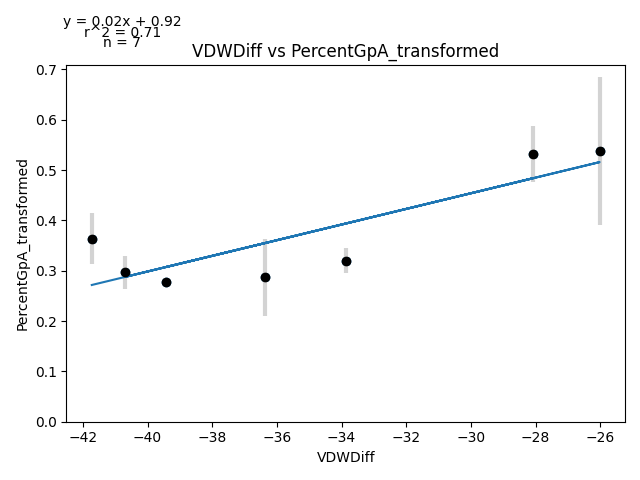 y = 0.02x + 0.92
r^2 = 0.71
n = 7
VDWDiff vs PercentGpA_transformed
PercentGpA_transformed
0.7
0.6
0.5
0.4
0.3
0.2
0.1
0.0
−42
−40
−38
−36
−34
−32
−30
−28
−26
VDWDiff